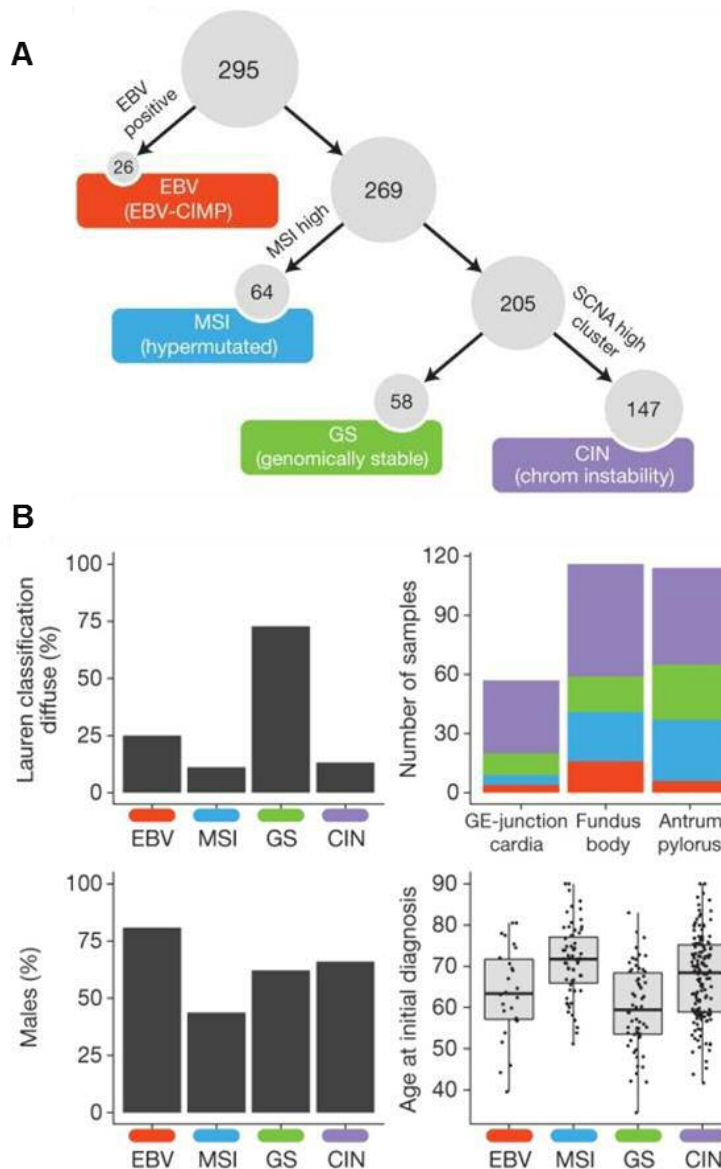 A
295
EBV
positive
26
EBV
(EBV-CIMP)
269
MSI high
64
MSI
(hypermutated)
205
SCNA high
cluster
58
GS
(genomically stable)
147
CIN
(chrom instability)
B
Lauren classification
diffuse (%)
100
75
50
25
0
EBV MSI GS CIN
Number of samples
120
90
60
30
0
GE-junction Fundus Antrum
cardia body pylorus
Males (%)
100
75
50
25
0
EBV MSI GS CIN
Age at initial diagnosis
90
80
70
60
50
40
EBV MSI GS CIN